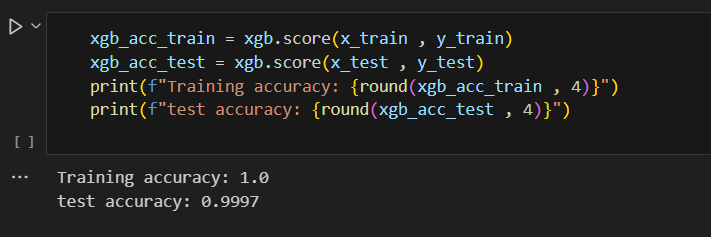 xgb_acc_train = xgb.score(x_train , y_train)
xgb_acc_test = xgb.score(x_test , y_test)
print(f"Training accuracy: {round(xgb_acc_train , 4)}")
print(f"test accuracy: {round(xgb_acc_test , 4)}")
[ ]
... Training accuracy: 1.0
test accuracy: 0.9997